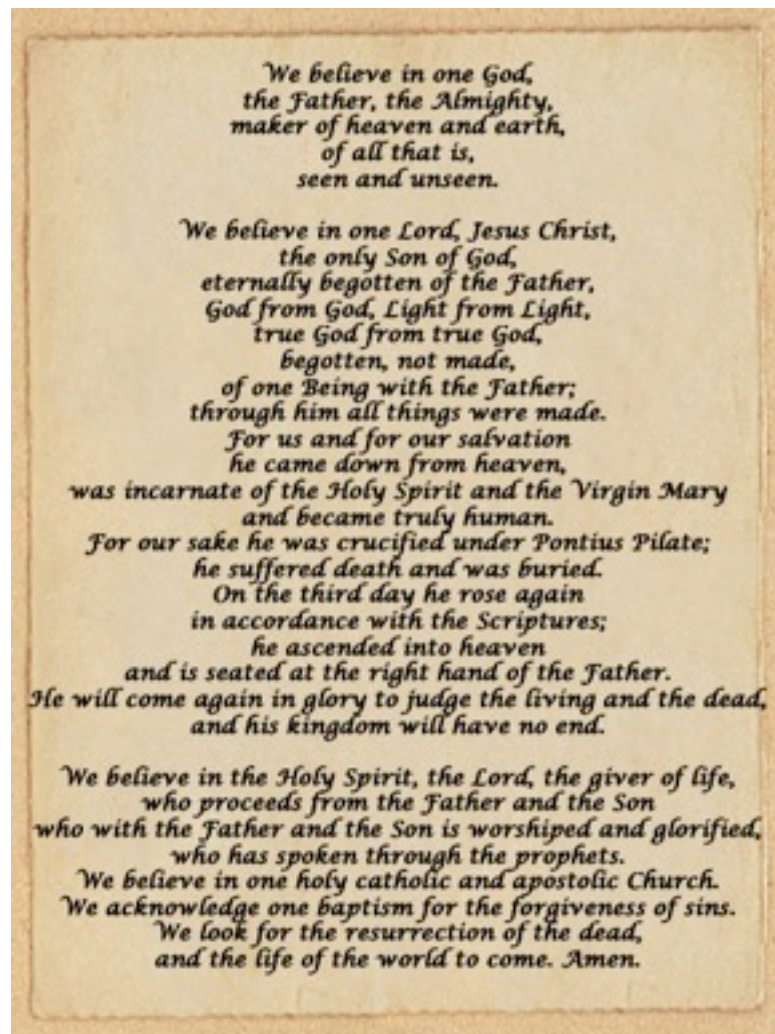 We believe in one God,
the Father, the Almighty,
maker of heaven and earth,
of all that is,
seen and unseen.
We believe in one Lord, Jesus Christ,
the only Son of God,
eternally begotten of the Father,
God from God, Light from Light,
true God from true God,
begotten, not made,
of one Being with the Father;
through him all things were made.
For us and for our salvation
he came down from heaven,
was incarnate of the Holy Spirit and the Virgin Mary
and became truly human.
For our sake he was crucified under Pontius Pilate;
he suffered death and was buried.
On the third day he rose again
in accordance with the Scriptures;
he ascended into heaven
and is seated at the right hand of the Father.
He will come again in glory to judge the living and the dead,
and his kingdom will have no end.
We believe in the Holy Spirit, the Lord, the giver of life,
who proceeds from the Father and the Son
who with the Father and the Son is worshiped and glorified,
who has spoken through the prophets.
We believe in one holy catholic and apostolic Church.
We acknowledge one baptism for the forgiveness of sins.
We look for the resurrection of the dead,
and the life of the world to come. Amen.